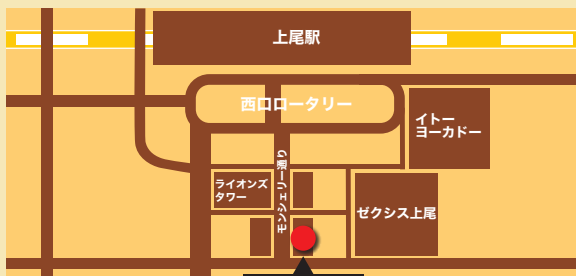 上尾駅
西口ロータリー
イトー
ヨーカドー
モンシェリー通り
ライオンズ
タワー
ゼクシス上尾